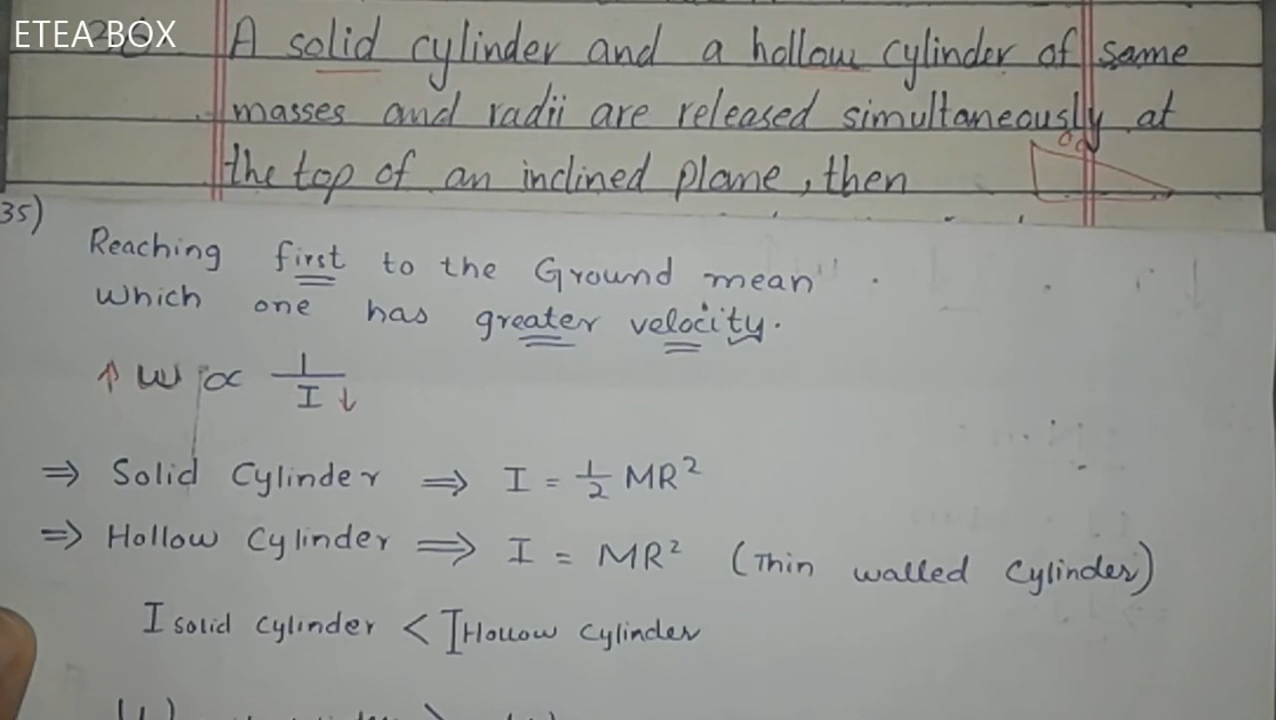 ETEA BOX
A solid cylinder and a hollow cylinder of same
masses and radii are released simultaneously at
the top of an inclined plane, then
35)
Reaching first to the Ground mean"
which one has greater velocity.
↑ W ∝ 1/I ↓
⇒ Solid Cylinder ⇒ I = 1/2 MR²
⇒ Hollow Cylinder ⇒ I = MR² (Thin walled Cylinder)
I solid cylinder < I Hollow cylinder